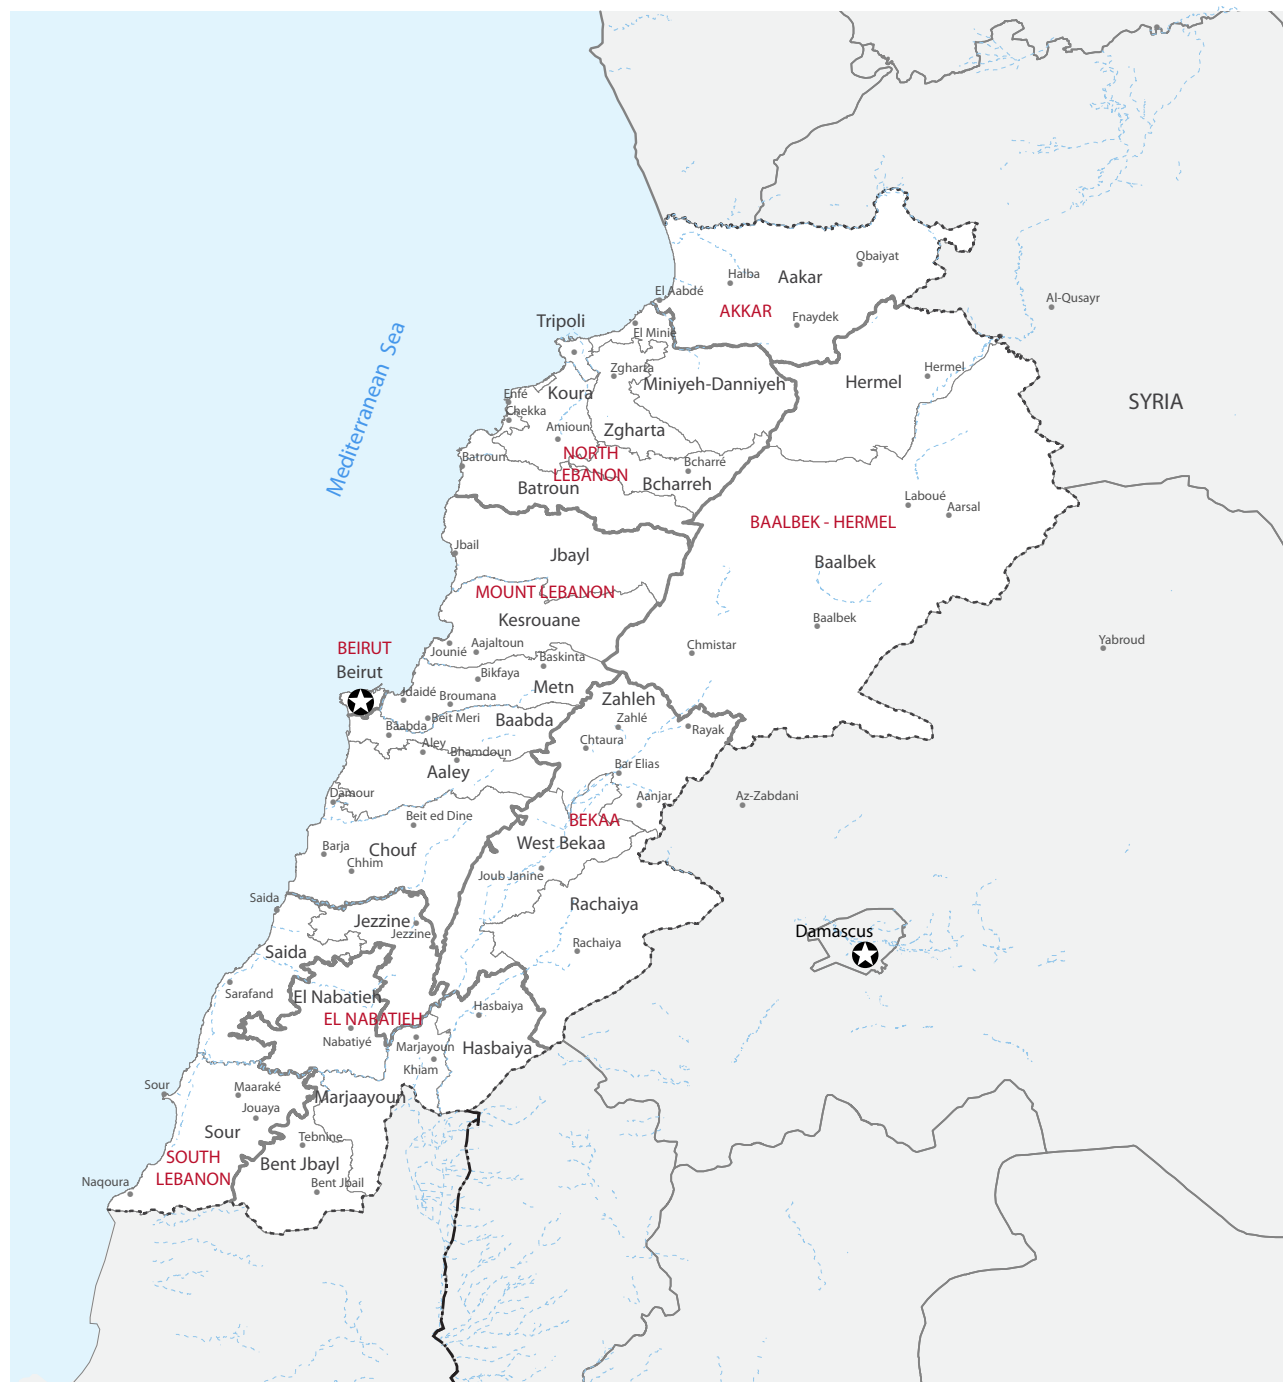 Qbaiyat
Halba
Aakar
El Aabdé
Al-Qusayr
AKKAR
Fnaydek
Tripoli
El Minié
Mediterranean Sea
Zgharta
Hermel
Miniyeh-Danniyeh
Hermel
Enfé
Koura
SYRIA
Chekka
Amioun
Zgharta
NORTH
LEBANON
Batroun
Bcharré
Batroun
Bcharreh
Laboué
Aarsal
BAALBEK - HERMEL
Jbail
Jbayl
Baalbek
MOUNT LEBANON
Kesrouane
Baalbek
Yabroud
BEIRUT
Beirut
Jounié
Aajaltoun
Chmistar
Baskinta
Bikfaya
Metn
Jdaidé
Broumana
Zahleh
Beit Meri
Baabda
Baabda
Zahlé
Rayak
Chtaura
Aley
Bhamdoun
Aaley
Bar Elias
Damour
Aanjar
Az-Zabdani
Beit ed Dine
BEKAA
Barja
Chouf
West Bekaa
Chhim
Joub Janine
Saida
Jezzine
Rachaiya
Jezzine
Damascus
Saida
Rachaiya
Sarafand
El Nabatieh
Hasbaiya
EL NABATIEH
Nabatiyé
Marjayoun
Hasbaiya
Khiam
Sour
Maaraké
Marjaayoun
Jouaya
Sour
Tebnine
SOUTH
LEBANON
Bent Jbayl
Naqoura
Bent Jbail